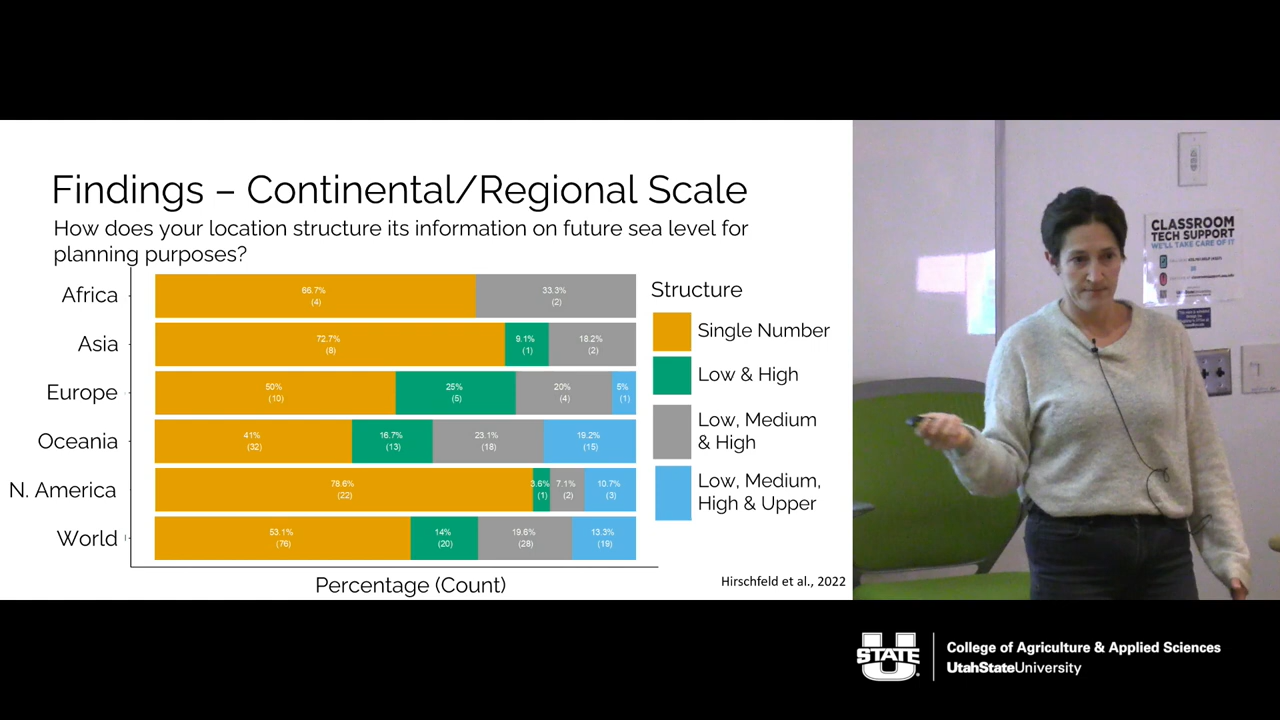 Findings – Continental/Regional Scale
How does your location structure its information on future sea level for
planning purposes?
Africa
66.7%
(4)
33.3%
(2)
Asia
72.7%
(8)
9.1%
(1)
18.2%
(2)
Europe
50%
(10)
25%
(5)
20%
(4)
5%
(1)
Oceania
41%
(32)
16.7%
(13)
23.1%
(18)
19.2%
(15)
N. America
78.6%
(22)
3.6%
(1)
7.1%
(2)
10.7%
(3)
World
53.1%
(76)
14%
(20)
19.6%
(28)
13.3%
(19)
Percentage (Count)
Structure
Single Number
Low & High
Low, Medium
& High
Low, Medium,
High & Upper
Hirschfeld et al., 2022
CLASSROOM
TECH SUPPORT
WE'LL TAKE CARE OF IT
U
STATE
College of Agriculture & Applied Sciences
UtahStateUniversity